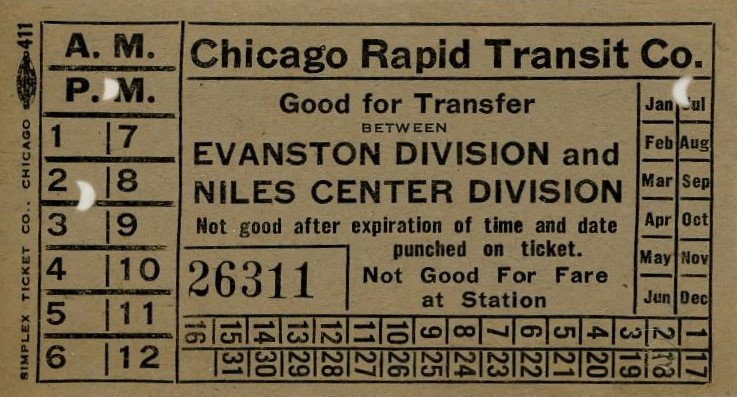 411
SIMPLEX TICKET CO., CHICAGO
A. M.
P. M.
1 7
2 8
3 9
4 10
5 11
6 12
Chicago Rapid Transit Co.
Good for Transfer
BETWEEN
EVANSTON DIVISION and
NILES CENTER DIVISION
Not good after expiration of time and date
punched on ticket.
26311
Not Good For Fare
at Station
Jan Jul
Feb Aug
Mar Sep
Apr Oct
May Nov
Jun Dec
16 15 14 13 12 11 10 9 8 7 6 5 4 3 2 1
31 30 29 28 27 26 25 24 23 22 21 20 19 18 17